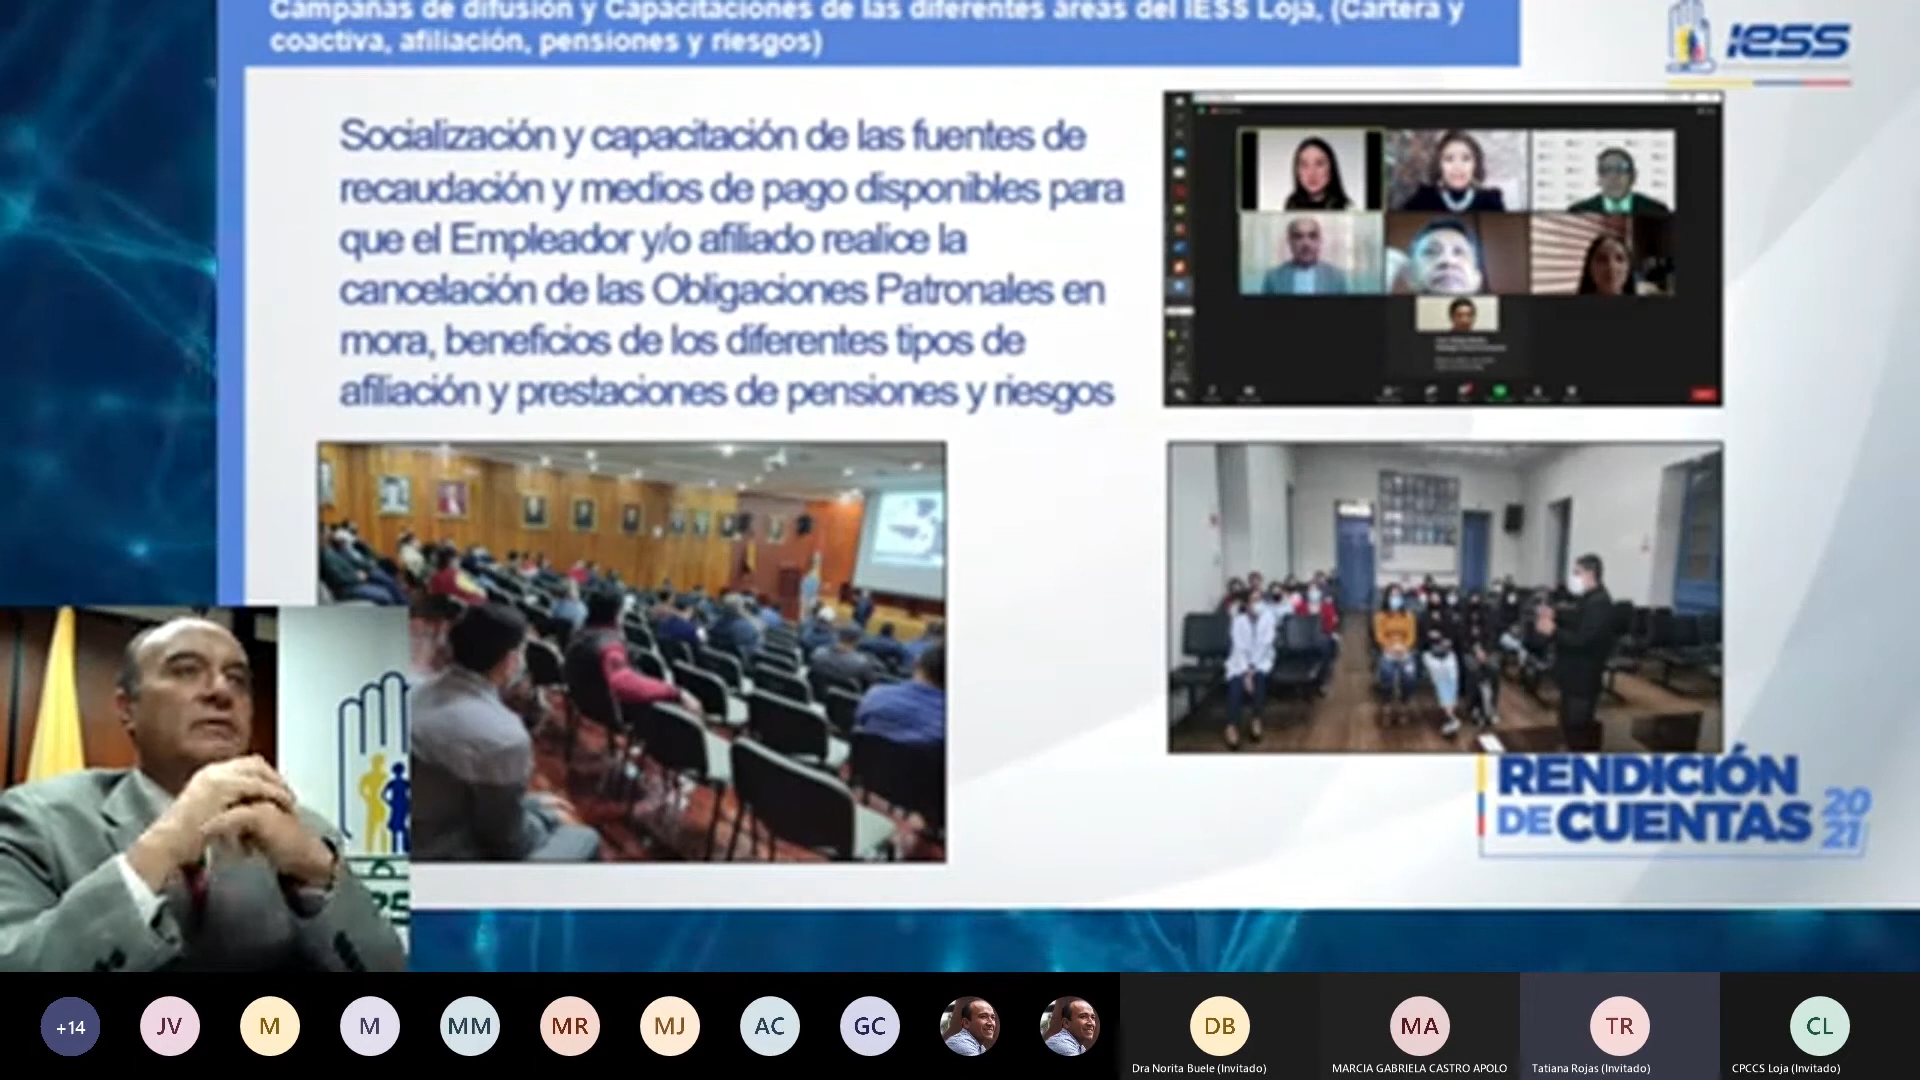 Campañas de difusión y Capacitaciones de las diferentes áreas del IESS Loja, (Cartera y
coactiva, afiliación, pensiones y riesgos)
IESS
Socialización y capacitación de las fuentes de
recaudación y medios de pago disponibles para
que el Empleador y/o afiliado realice la
cancelación de las Obligaciones Patronales en
mora, beneficios de los diferentes tipos de
afiliación y prestaciones de pensiones y riesgos
RENDICIÓN
DE CUENTAS
20
21
+14
JV
M
M
MM
MR
MJ
AC
GC
DB
MA
TR
CL
Dra Norita Buele (Invitado)
MARCIA GABRIELA CASTRO APOLO
Tatiana Rojas (Invitado)
CPCCS Loja (Invitado)